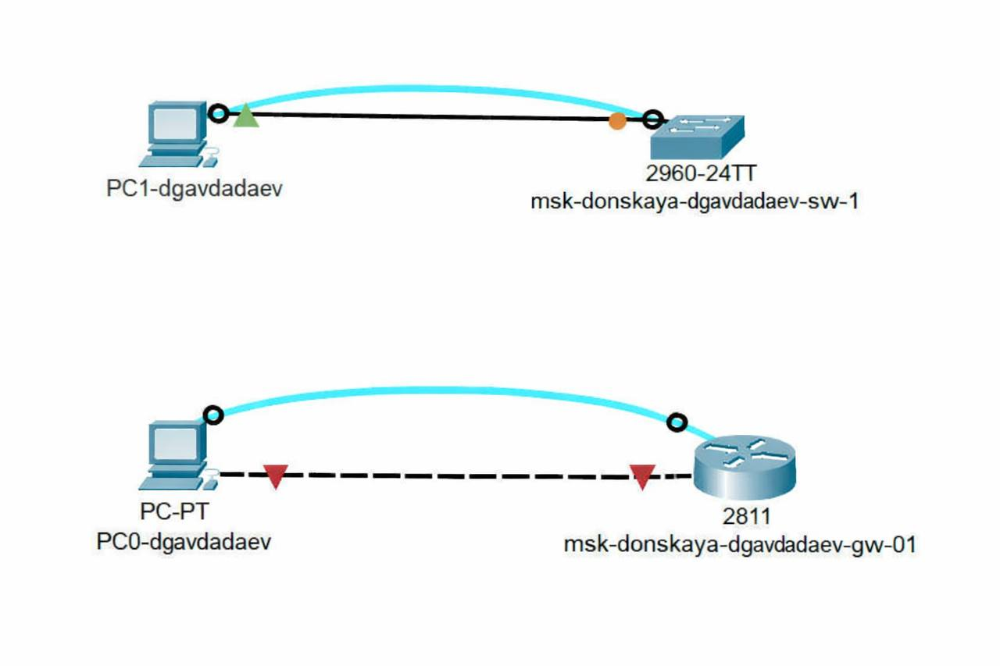 PC1-dgavdadaev
2960-24TT
msk-donskaya-dgavdadaev-sw-1
PC-PT
PC0-dgavdadaev
2811
msk-donskaya-dgavdadaev-gw-01